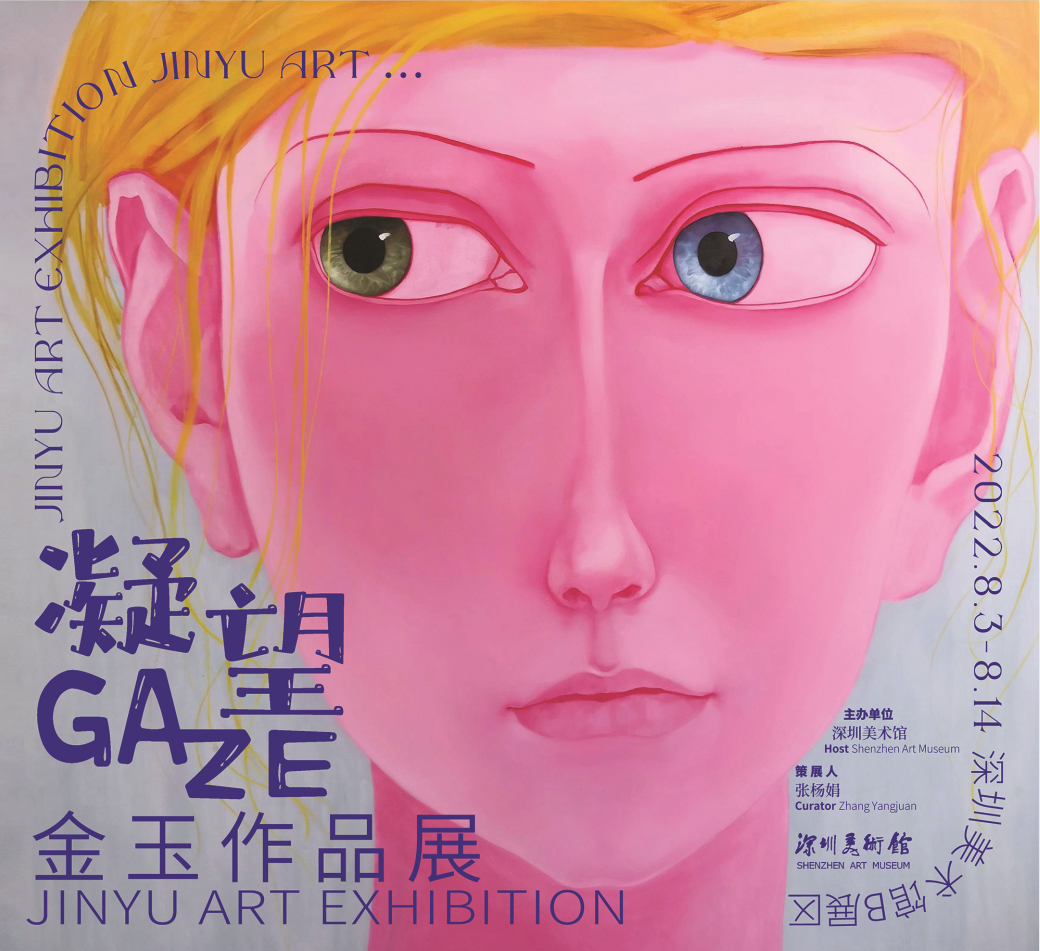 JINYU ART EXHIBITION JINYU ART ...
凝望
GAZE
金玉作品展
JINYU ART EXHIBITION
2022.8.3-8.14 深圳美术馆B展区
主办单位
深圳美术馆
Host Shenzhen Art Museum
策展人
张杨娟
Curator Zhang Yangjuan
深圳美術館
SHENZHEN ART MUSEUM